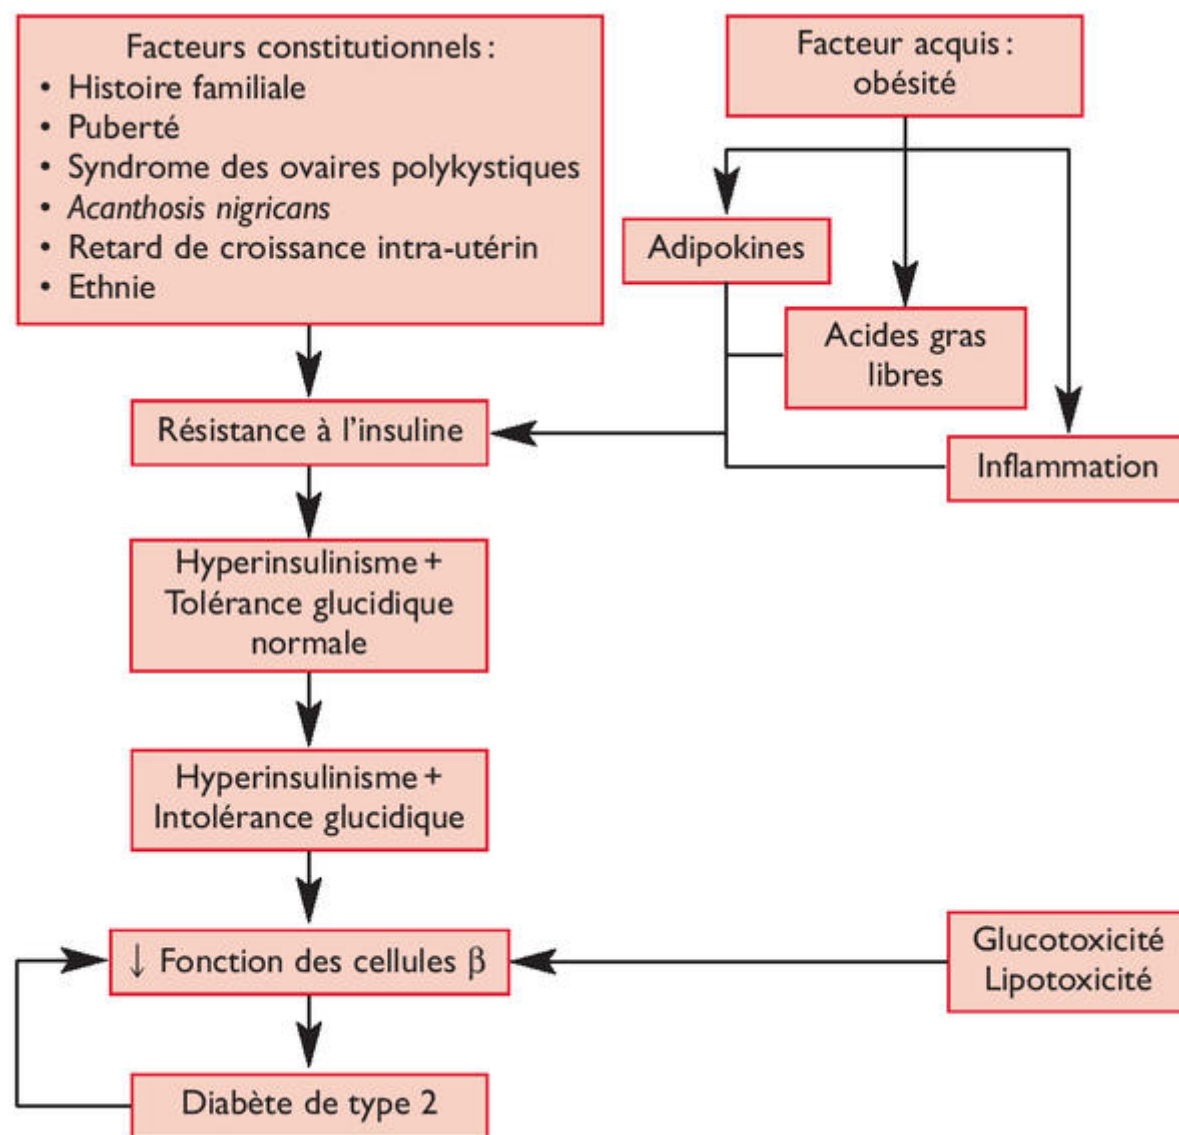 Facteurs constitutionnels :
• Histoire familiale
• Puberté
• Syndrome des ovaires polykystiques
• Acanthosis nigricans
• Retard de croissance intra-utérin
• Ethnie
Facteur acquis :
obésité
Adipokines
Acides gras
libres
Inflammation
Résistance à l'insuline
Hyperinsulinisme +
Tolérance glucidique
normale
Hyperinsulinisme +
Intolérance glucidique
↓ Fonction des cellules β
Glucotoxicité
Lipotoxicité
Diabète de type 2